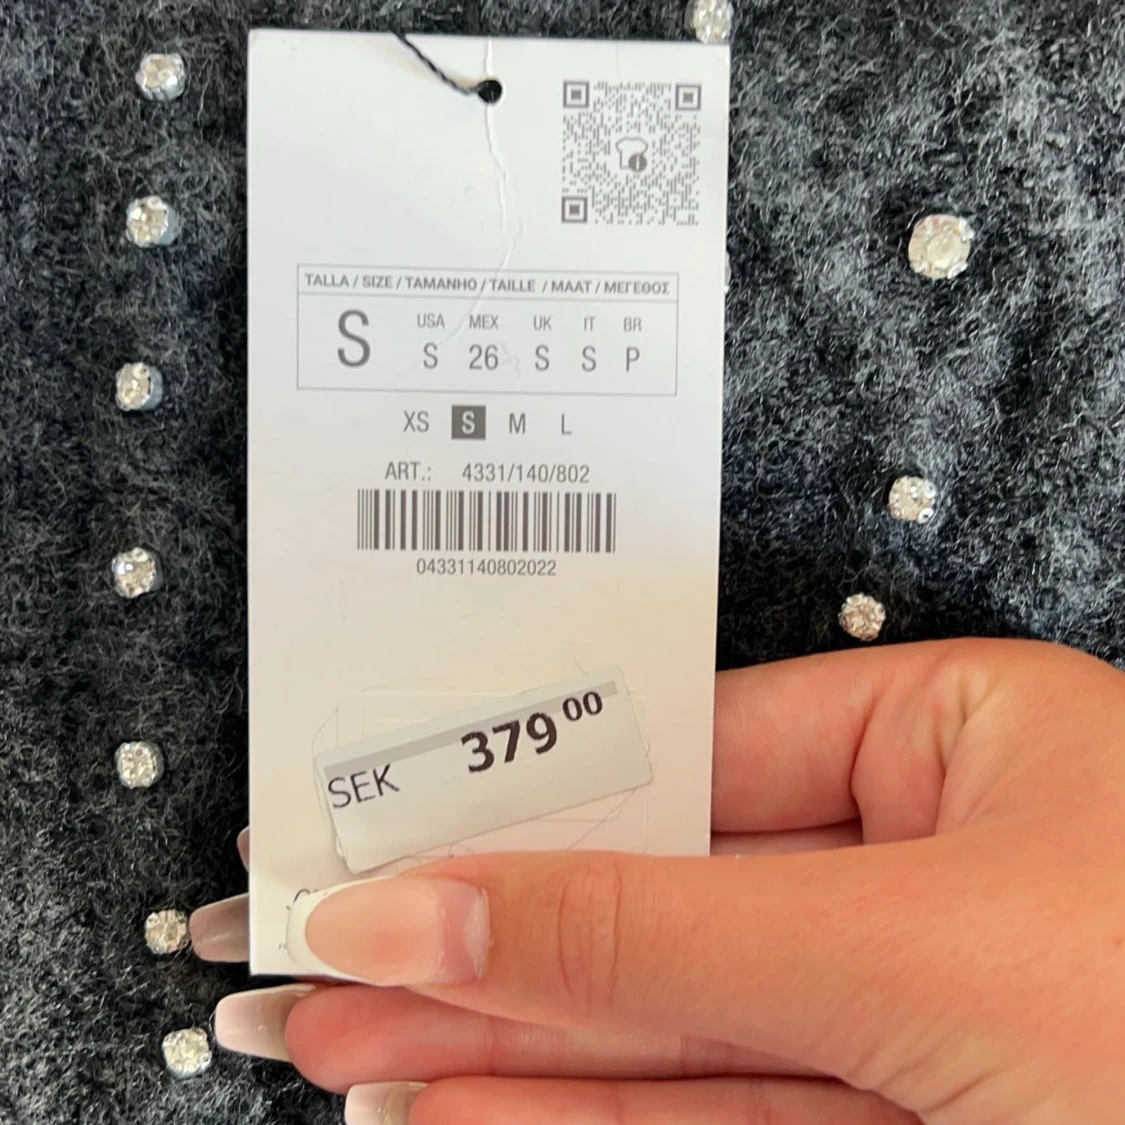 TALLA / SIZE / TAMANHO / TAILLE / MAAT / ΜΕΓΕΘΟΣ
S
USA MEX UK IT BR
S 26 S S P
XS S M L
ART.: 4331/140/802
04331140802022
SEK 379 00